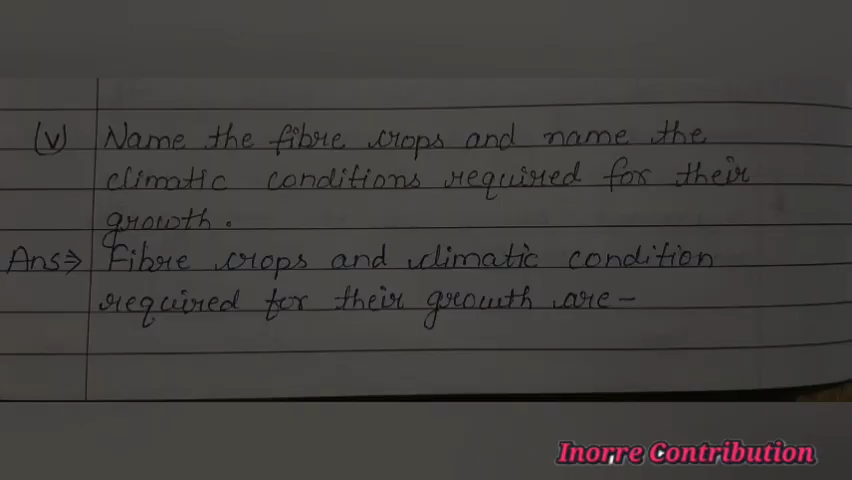 (v) Name the fibre crops and name the
climatic conditions required for their
growth.
Ans⇒ Fibre crops and climatic condition
required for their growth are-
Inorre Contribution